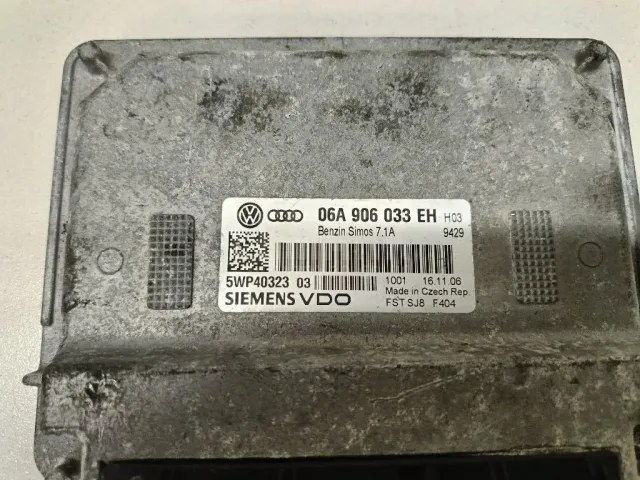 06A 906 033 EH H03
Benzin Simos 7.1A 9429
5WP40323 03 1001 16.11.06
Made in Czech Rep.
SIEMENS VDO FST SJ8 F404